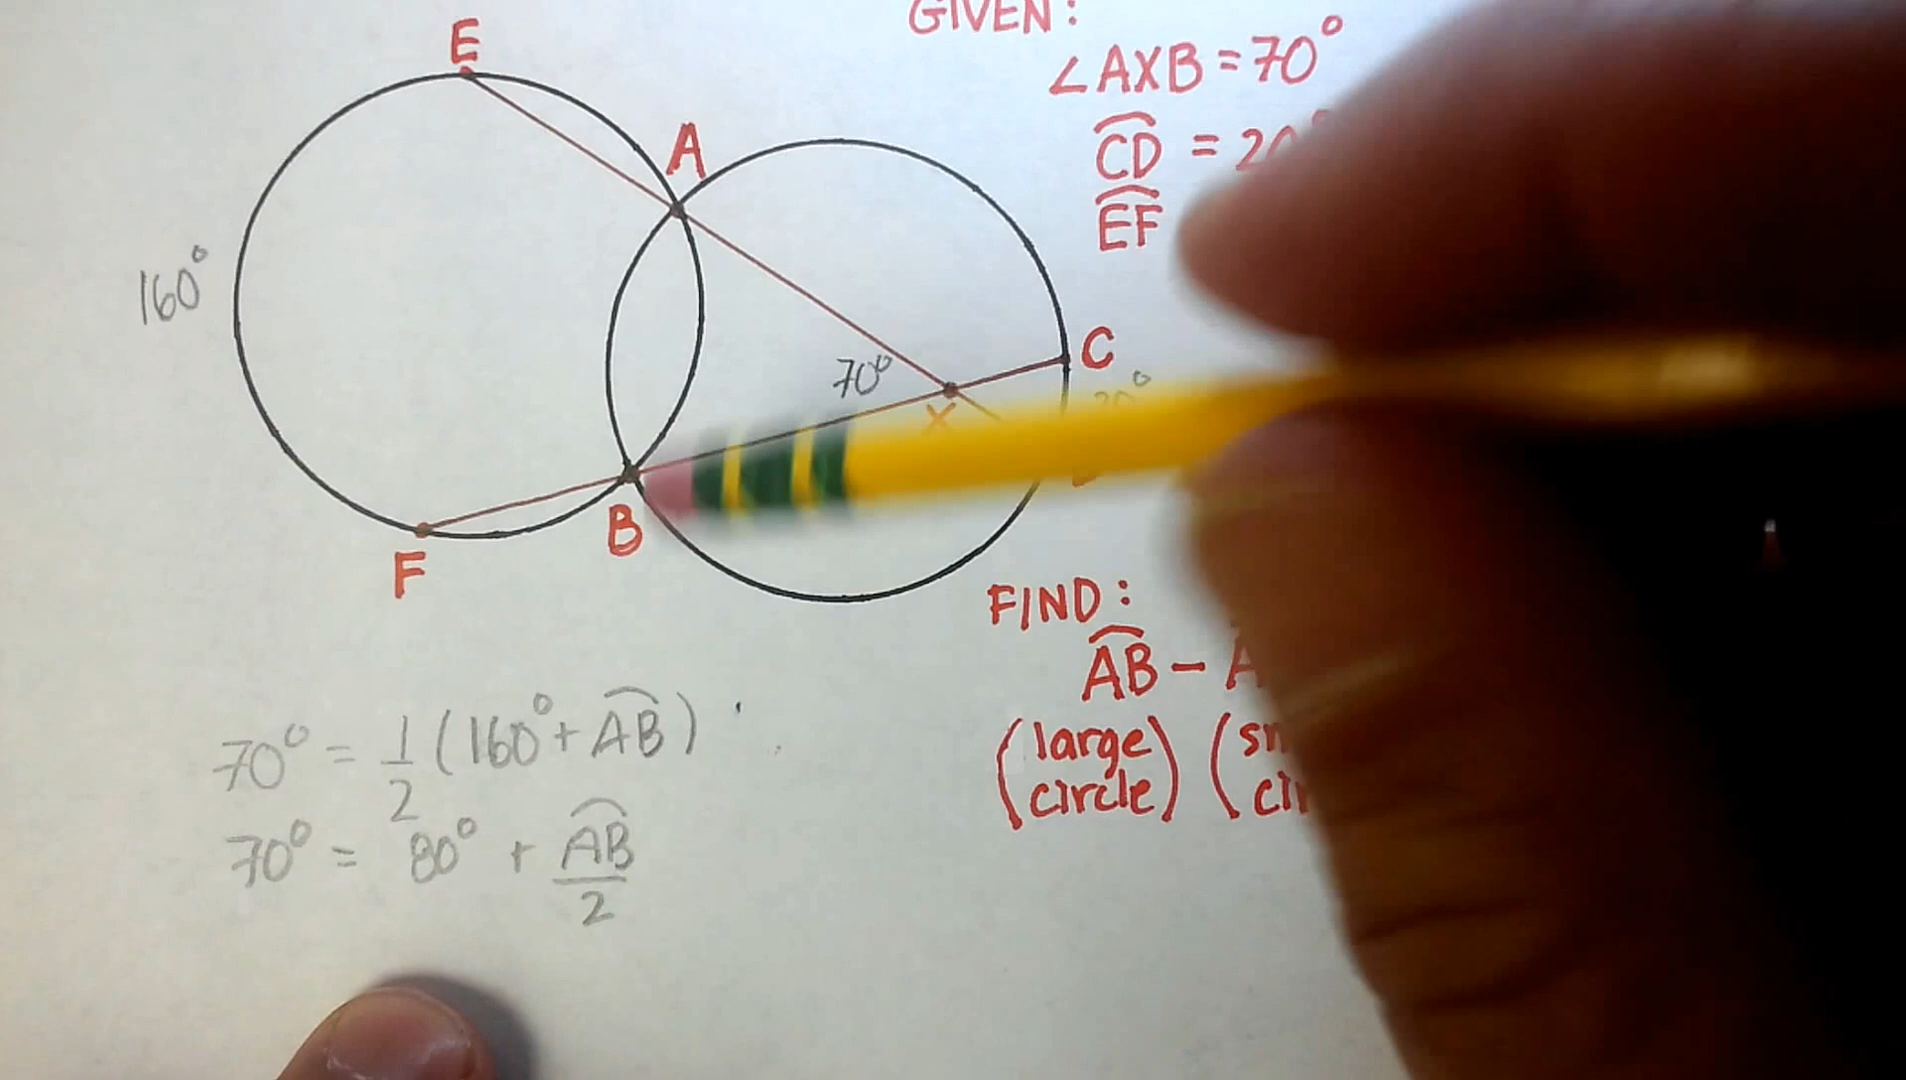 GIVEN:
∠AXB = 70°
CD = 20°
EF
E
A
160°
C
70°
X
B
F
FIND:
AB −
(large circle)
70° = 1/2 (160° + AB)
70° = 80° + AB/2